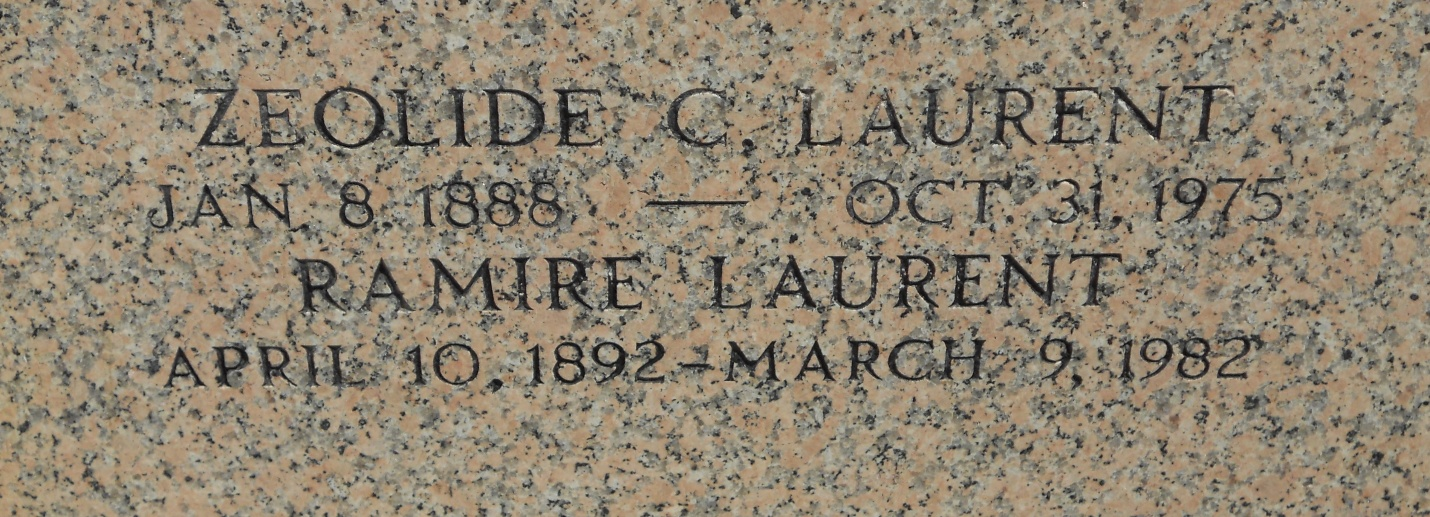 ZEOLIDE C. LAURENT
JAN. 8, 1888 — OCT. 31, 1975
RAMIRE LAURENT
APRIL 10, 1892 - MARCH 9, 1982